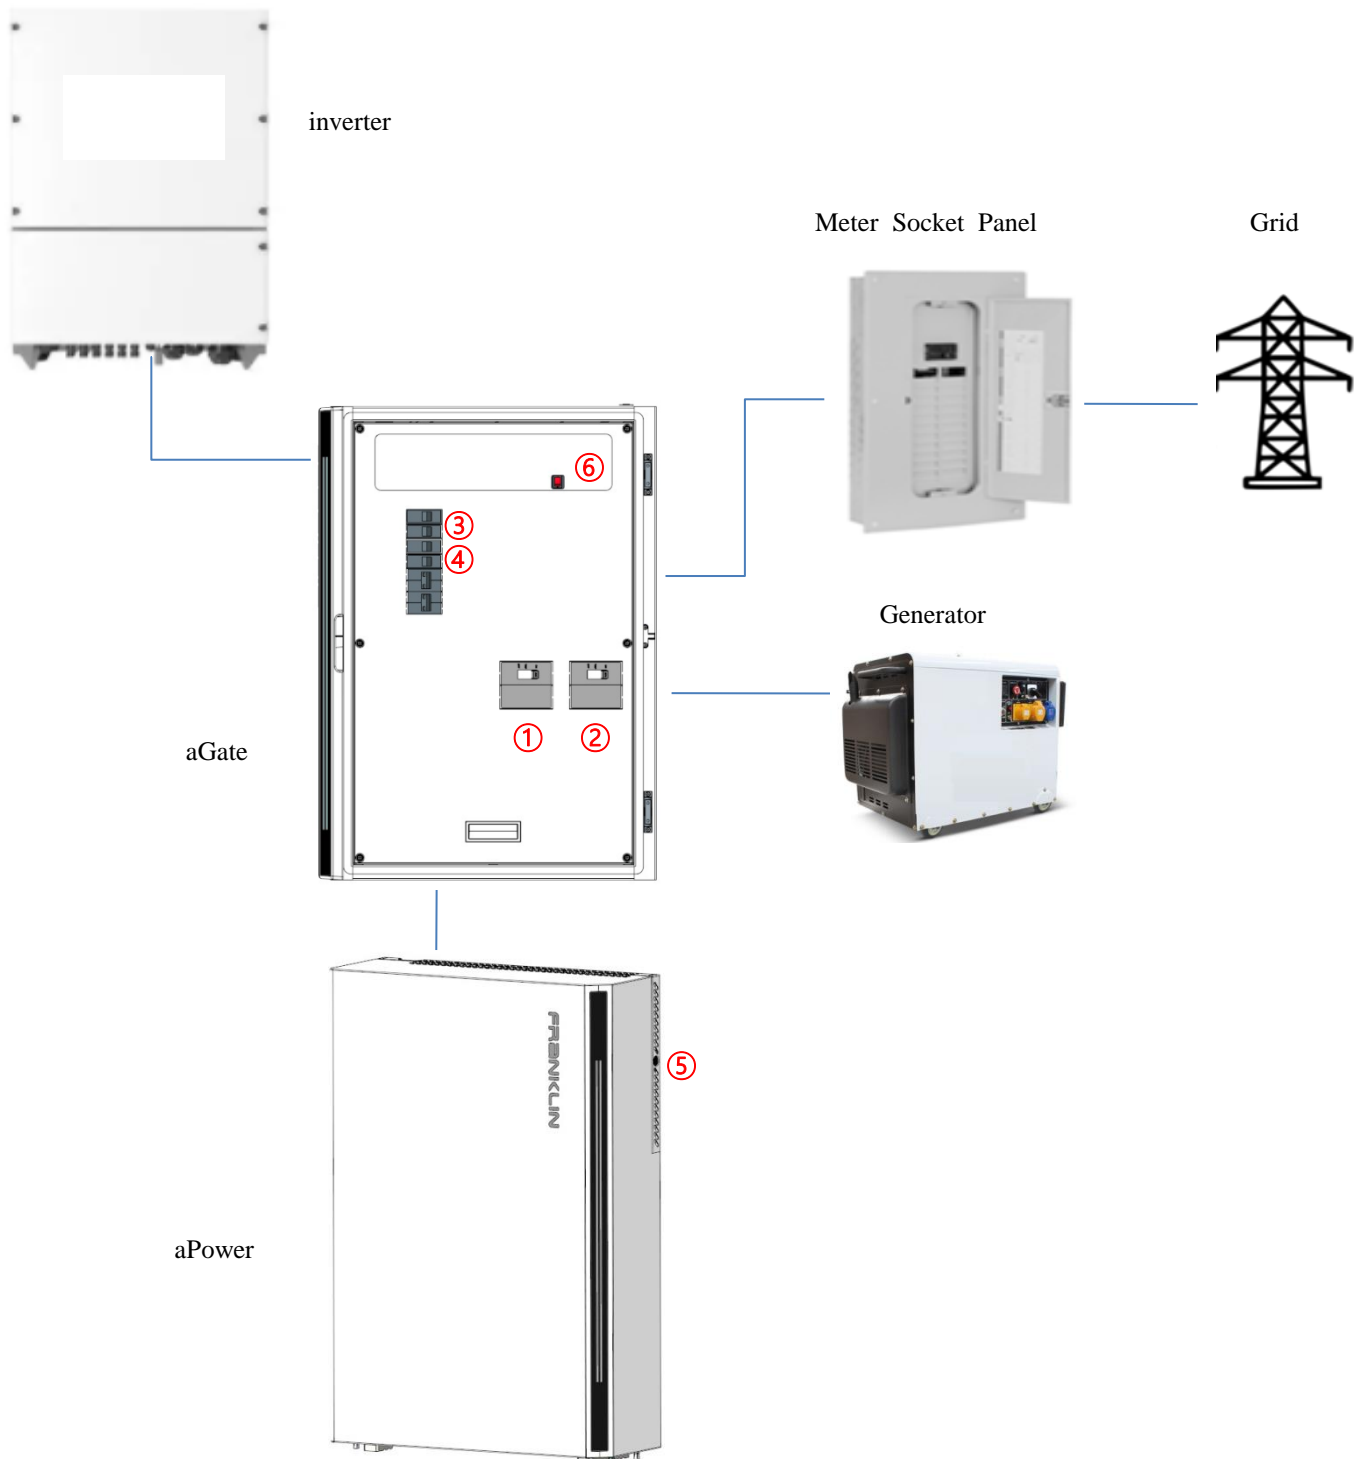 inverter
Meter Socket Panel
Grid
⑥
③
④
Generator
①
②
aGate
FRANKLIN
⑤
aPower